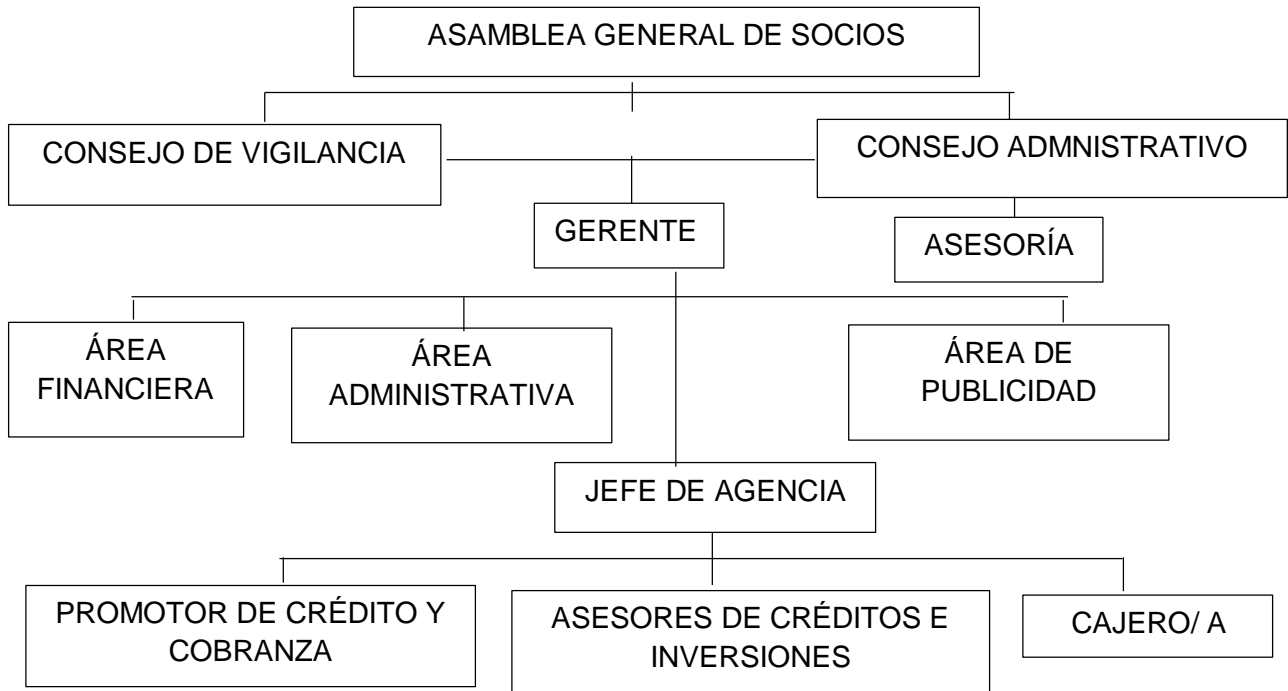 ASAMBLEA GENERAL DE SOCIOS
CONSEJO DE VIGILANCIA
CONSEJO ADMNISTRATIVO
GERENTE
ASESORÍA
ÁREA
FINANCIERA
ÁREA
ADMINISTRATIVA
ÁREA DE
PUBLICIDAD
JEFE DE AGENCIA
PROMOTOR DE CRÉDITO Y
COBRANZA
ASESORES DE CRÉDITOS E
INVERSIONES
CAJERO/ A